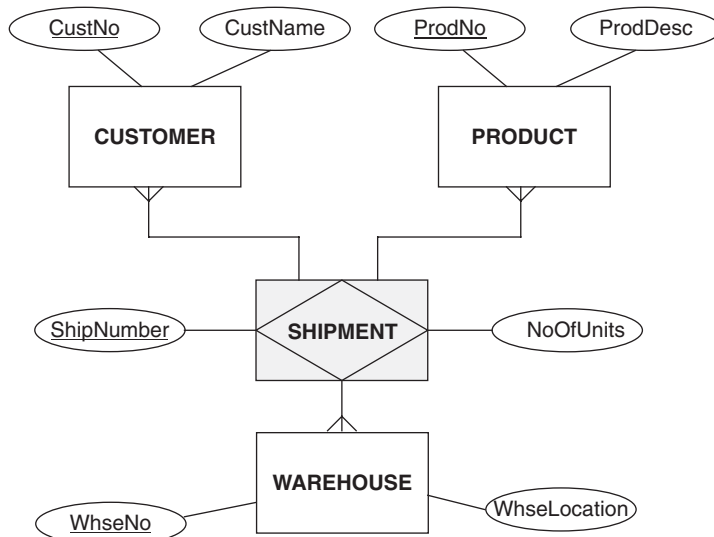 CustNo
CustName
ProdNo
ProdDesc
CUSTOMER
PRODUCT
ShipNumber
SHIPMENT
NoOfUnits
WAREHOUSE
WhseNo
WhseLocation